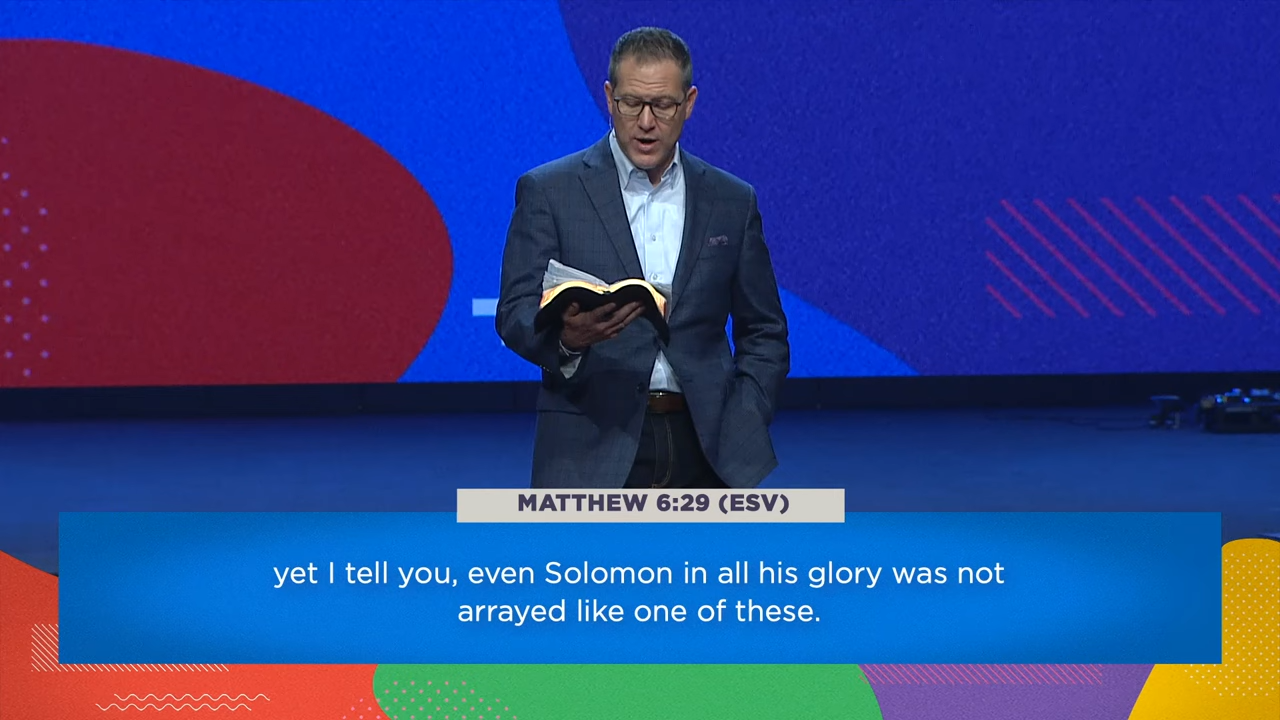 MATTHEW 6:29 (ESV)
yet I tell you, even Solomon in all his glory was not
arrayed like one of these.